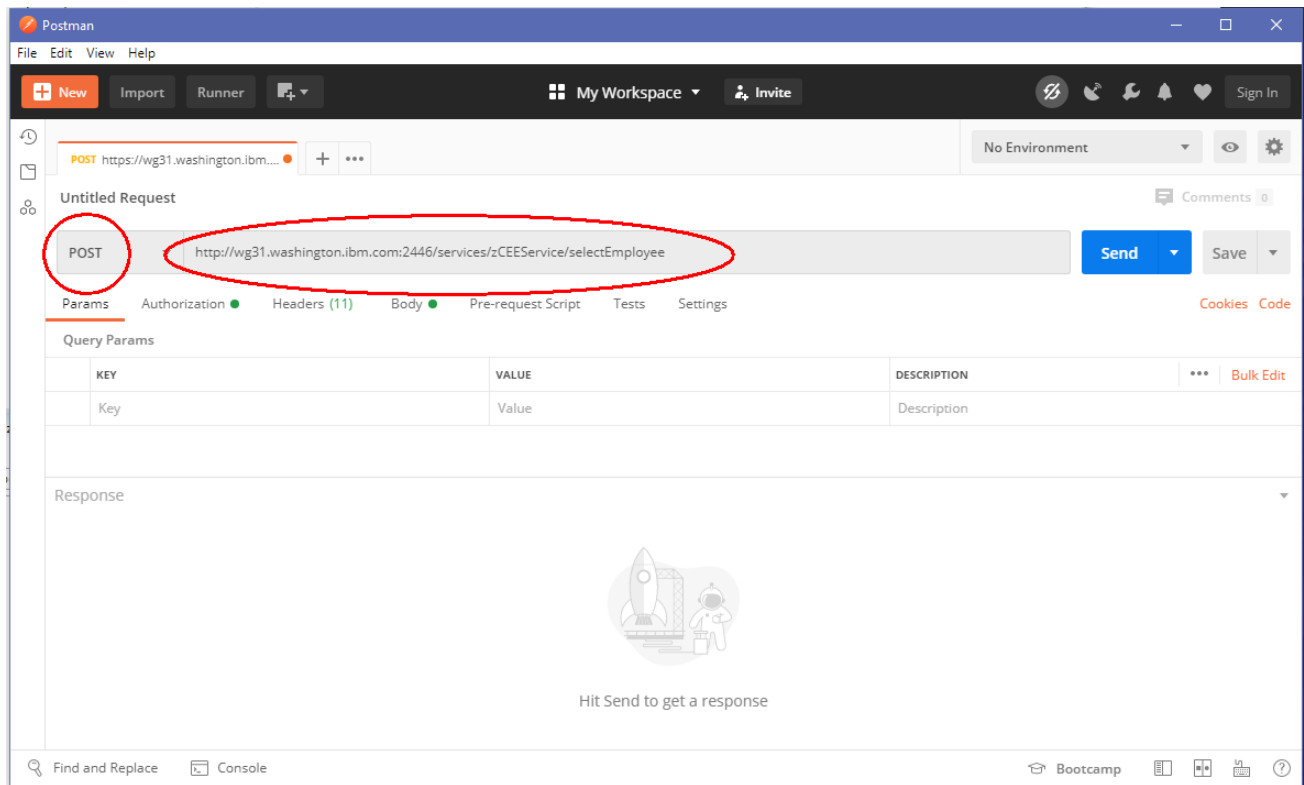 Postman
File Edit View Help
New Import Runner My Workspace Invite Sign In
POST https://wg31.washington.ibm.... + ••• No Environment
Untitled Request Comments 0
POST http://wg31.washington.ibm.com:2446/services/zCEEService/selectEmployee Send Save
Params Authorization Headers (11) Body Pre-request Script Tests Settings Cookies Code
Query Params
KEY VALUE DESCRIPTION ••• Bulk Edit
Key Value Description
Response
Hit Send to get a response
Find and Replace Console Bootcamp